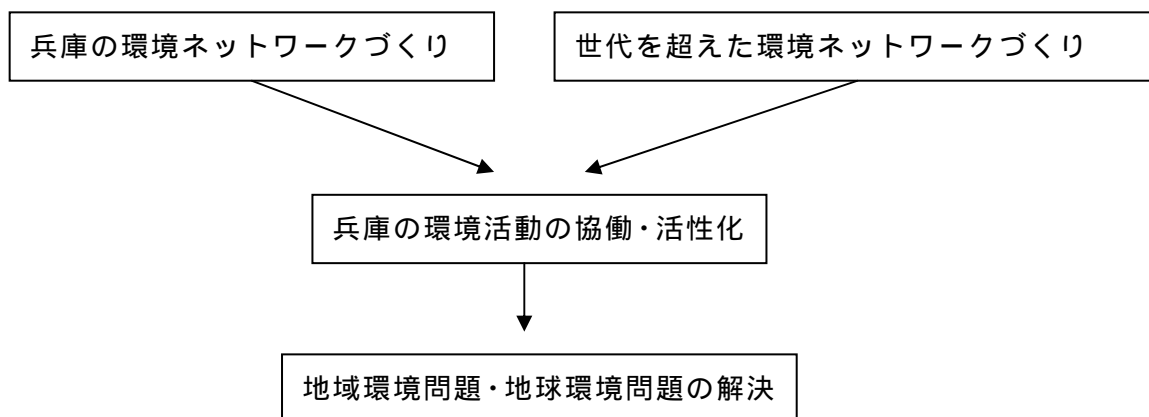 兵庫の環境ネットワークづくり
世代を超えた環境ネットワークづくり
兵庫の環境活動の協働・活性化
地域環境問題・地球環境問題の解決